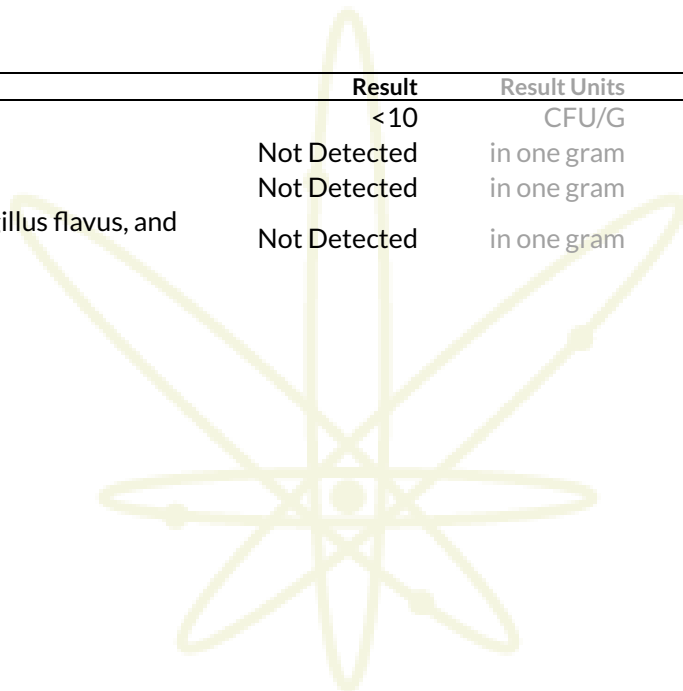 Result Result Units
<10 CFU/G
Not Detected in one gram
Not Detected in one gram
illus flavus, and
Not Detected in one gram